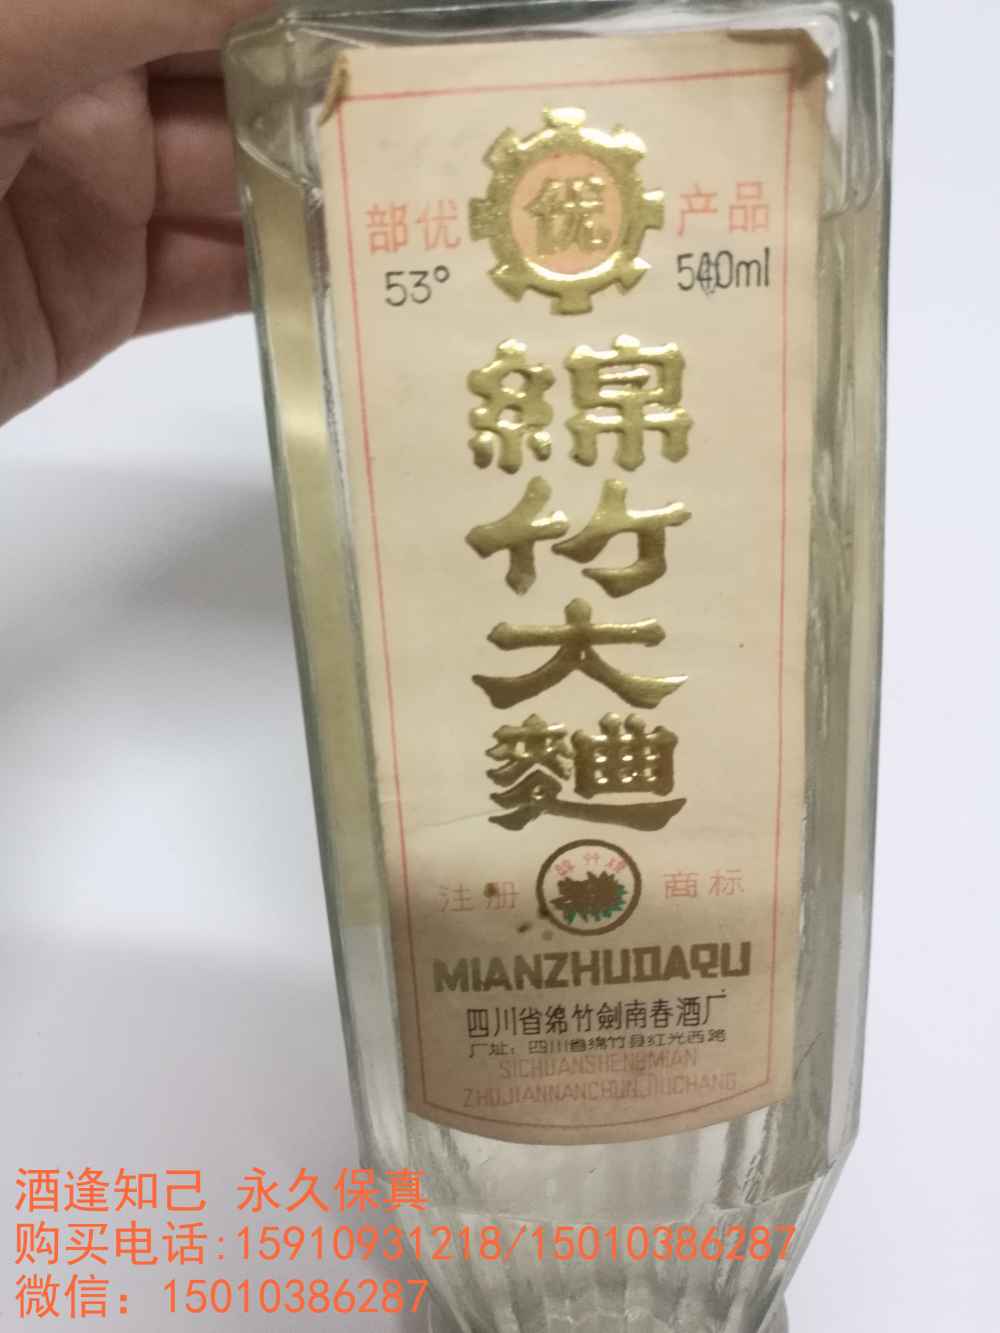 优
部优 产品
53° 540ml
綿竹大麯
注册 商标
MIANZHUDAQU
四川省绵竹剑南春酒厂
厂址：四川省绵竹县红光西路
SICHUANSHENGMIAN
ZHUJIANNANCHUNJIUCHANG
酒逢知己 永久保真
购买电话:15910931218/15010386287
微信：15010386287